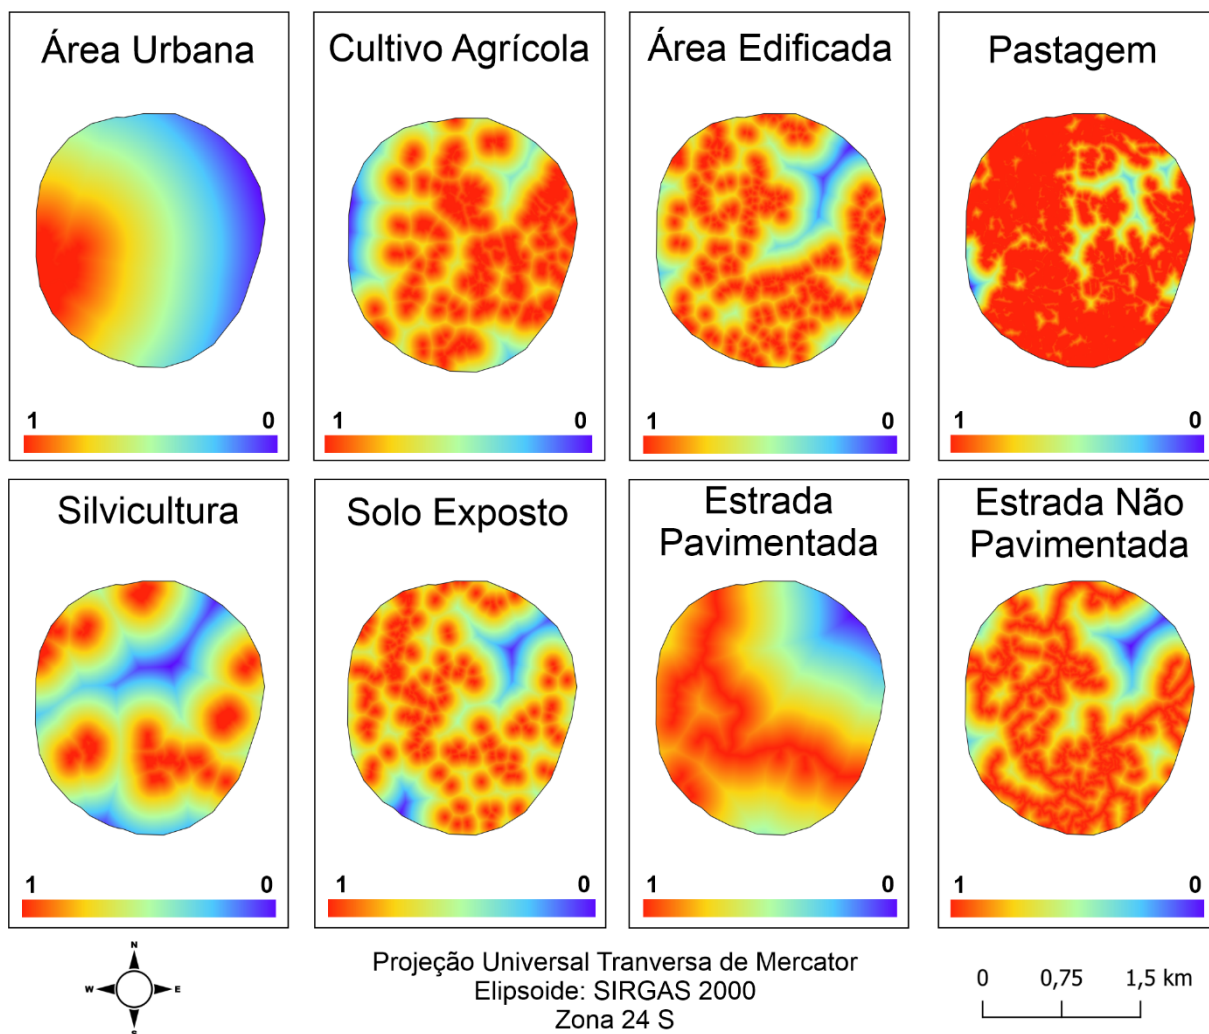 Área Urbana
Cultivo Agrícola
Área Edificada
Pastagem
1 0
1 0
1 0
1 0
Silvicultura
Solo Exposto
Estrada
Pavimentada
Estrada Não
Pavimentada
1 0
1 0
1 0
1 0
N
W E
S
Projeção Universal Tranversa de Mercator
Elipsoide: SIRGAS 2000
Zona 24 S
0 0,75 1,5 km